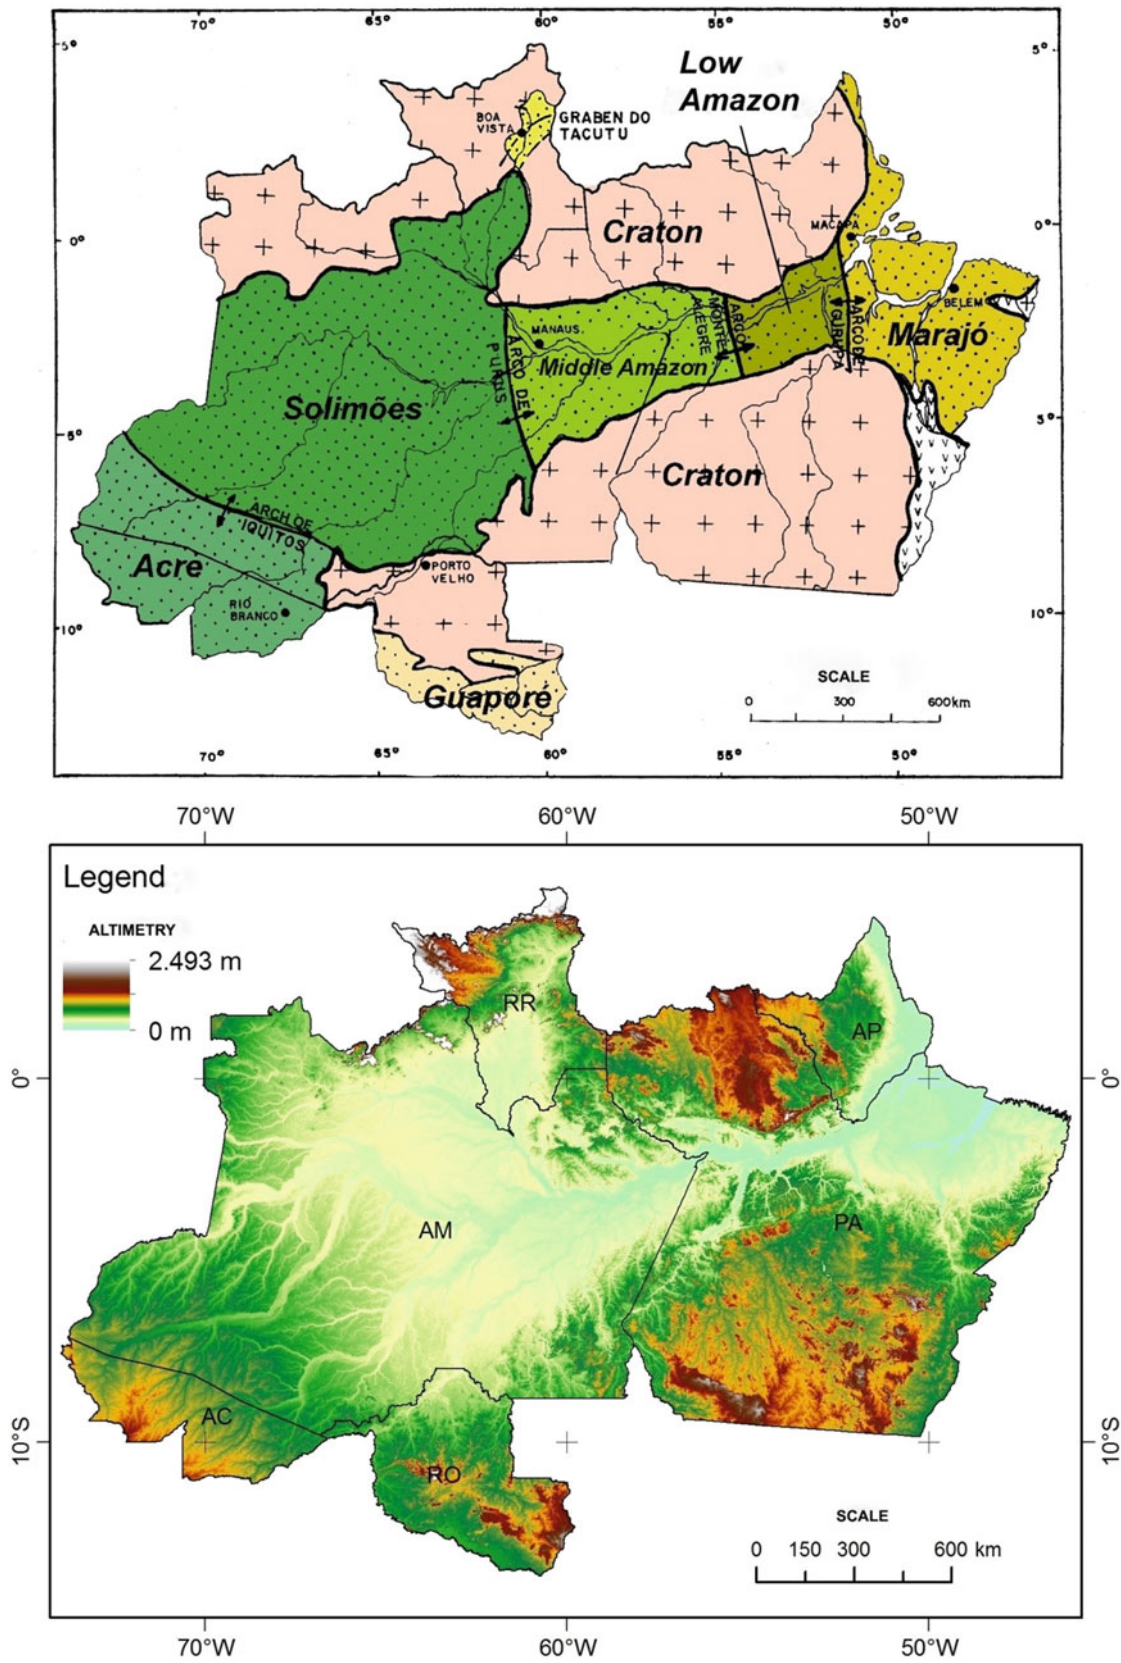 70° 65° 60° 55° 50°
5° 5°
Low
Amazon
BOA
VISTA
GRABEN DO
TACUTU
Craton
MACAPÁ
0° 0°
BELEM
MANAUS.
MONTE
ALEGRE
ARCO
ARCO DE
GURUPA
Marajó
ARCO DE
PURUS
Middle Amazon
Solimões
5° 5°
Craton
ARCH OF
IQUITOS
Acre
PORTO
VELHO
RIO
BRANCO
10° 10°
Guaporé
SCALE
0 300 600km
70° 65° 60° 55° 50°
70°W 60°W 50°W
Legend
ALTIMETRY
2.493 m
0 m
RR
AP
0° 0°
AM
PA
AC
10°S 10°S
RO
SCALE
0 150 300 600 km
70°W 60°W 50°W